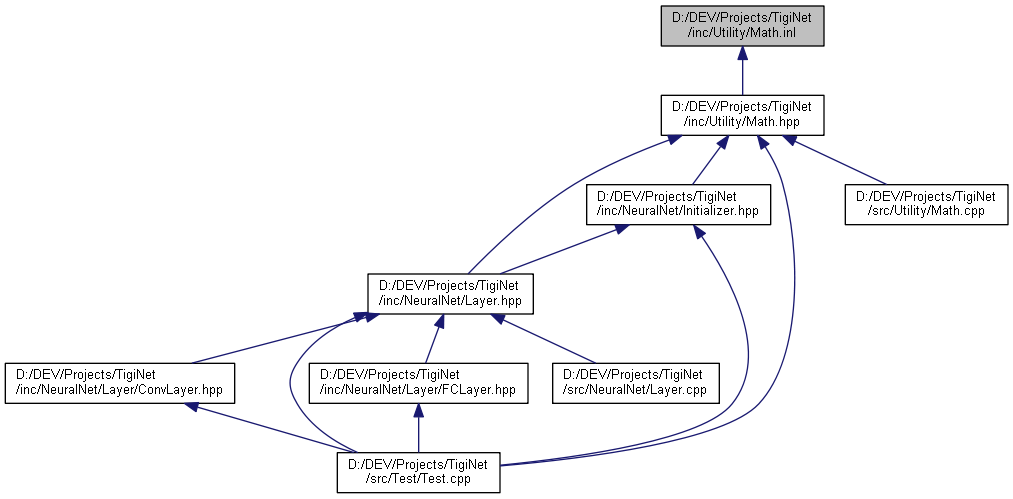 D:/DEV/Projects/TigiNet
/inc/Utility/Math.inl
D:/DEV/Projects/TigiNet
/inc/Utility/Math.hpp
D:/DEV/Projects/TigiNet
/inc/NeuralNet/Initializer.hpp
D:/DEV/Projects/TigiNet
/src/Utility/Math.cpp
D:/DEV/Projects/TigiNet
/inc/NeuralNet/Layer.hpp
D:/DEV/Projects/TigiNet
/inc/NeuralNet/Layer/ConvLayer.hpp
D:/DEV/Projects/TigiNet
/inc/NeuralNet/Layer/FCLayer.hpp
D:/DEV/Projects/TigiNet
/src/NeuralNet/Layer.cpp
D:/DEV/Projects/TigiNet
/src/Test/Test.cpp